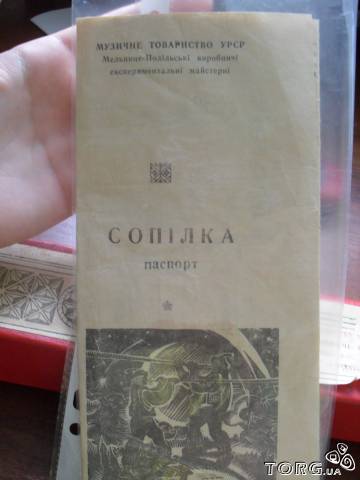 МУЗИЧНЕ ТОВАРИСТВО УРСР
Мельнице-Подільські виробничі
експериментальні майстерні
СОПІЛКА
паспорт
TORG.UA